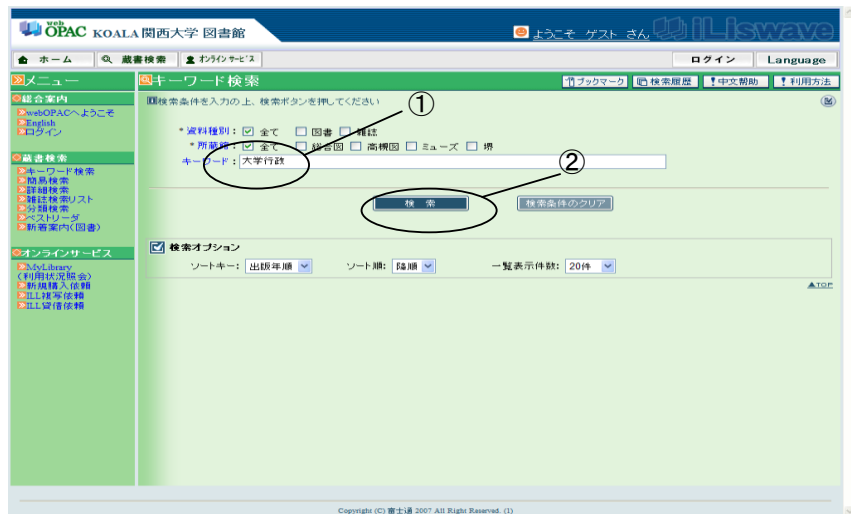 web OPAC KOALA 関西大学 図書館
ようこそ ゲスト さん
iLiswave
ホーム 蔵書検索 オンラインサービス ログイン Language
メニュー
キーワード検索
ブックマーク 検索履歴 中文帮助 利用方法
総合案内
webOPACへようこそ
English
ログイン
蔵書検索
キーワード検索
簡易検索
詳細検索
雑誌検索リスト
分類検索
ベストリーダ
新着案内(図書)
オンラインサービス
MyLibrary
(利用状況照会)
新規購入依頼
ILL複写依頼
ILL貸借依頼
検索条件を入力の上、検索ボタンを押してください
①
*資料種別: 全て 図書 雑誌
*所蔵館: 全て 総合図 高槻図 ミューズ 堺
キーワード: 大学行政
②
検 索 検索条件のクリア
検索オプション
ソートキー: 出版年順 ソート順: 降順 一覧表示件数: 20件
▲TOP
Copyright (C) 富士通 2007 All Right Reserved. (1)